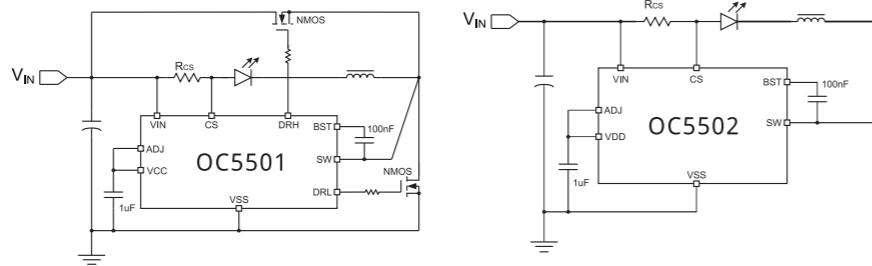 NMOS
RCS
VIN
VIN
CS
DRH
BST
100nF
ADJ
OC5501
SW
VCC
NMOS
DRL
1uF
VSS
RCS
VIN
VIN
CS
BST
100nF
ADJ
OC5502
SW
VDD
1uF
VSS